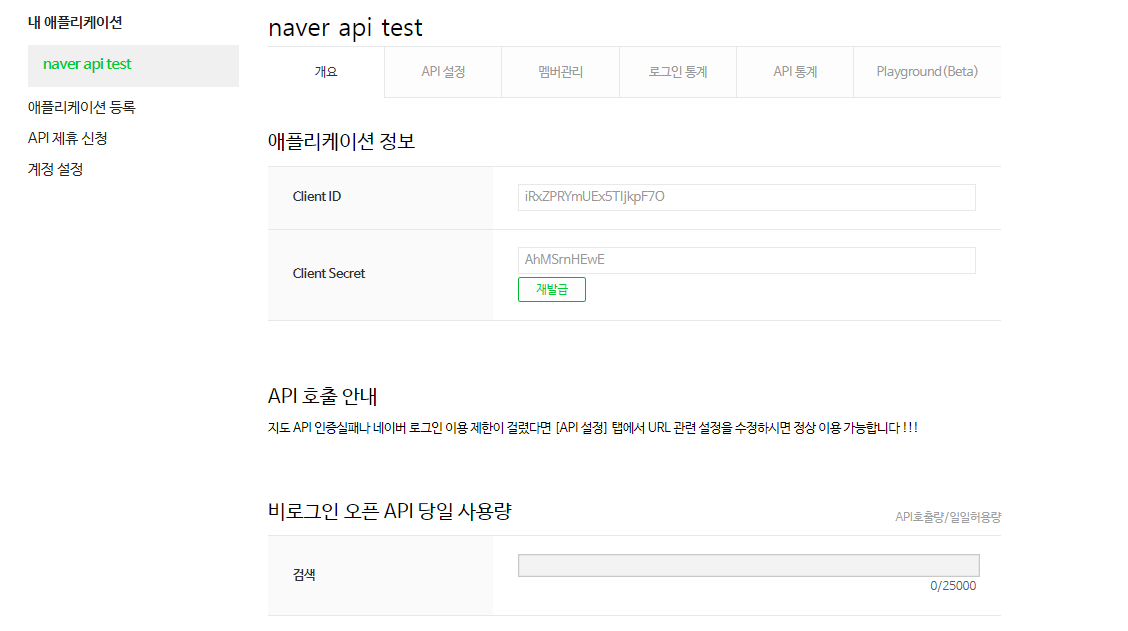 내 애플리케이션
naver api test
애플리케이션 등록
API 제휴 신청
계정 설정
naver api test
개요
API 설정
멤버관리
로그인 통계
API 통계
Playground(Beta)
애플리케이션 정보
Client ID
iRxZPRYmUEx5TIjkpF7O
Client Secret
AhMSrnHEwE
재발급
API 호출 안내
지도 API 인증실패나 네이버 로그인 이용 제한이 걸렸다면 [API 설정] 탭에서 URL 관련 설정을 수정하시면 정상 이용 가능합니다 !!!
비로그인 오픈 API 당일 사용량
API호출량/일일허용량
검색
0/25000